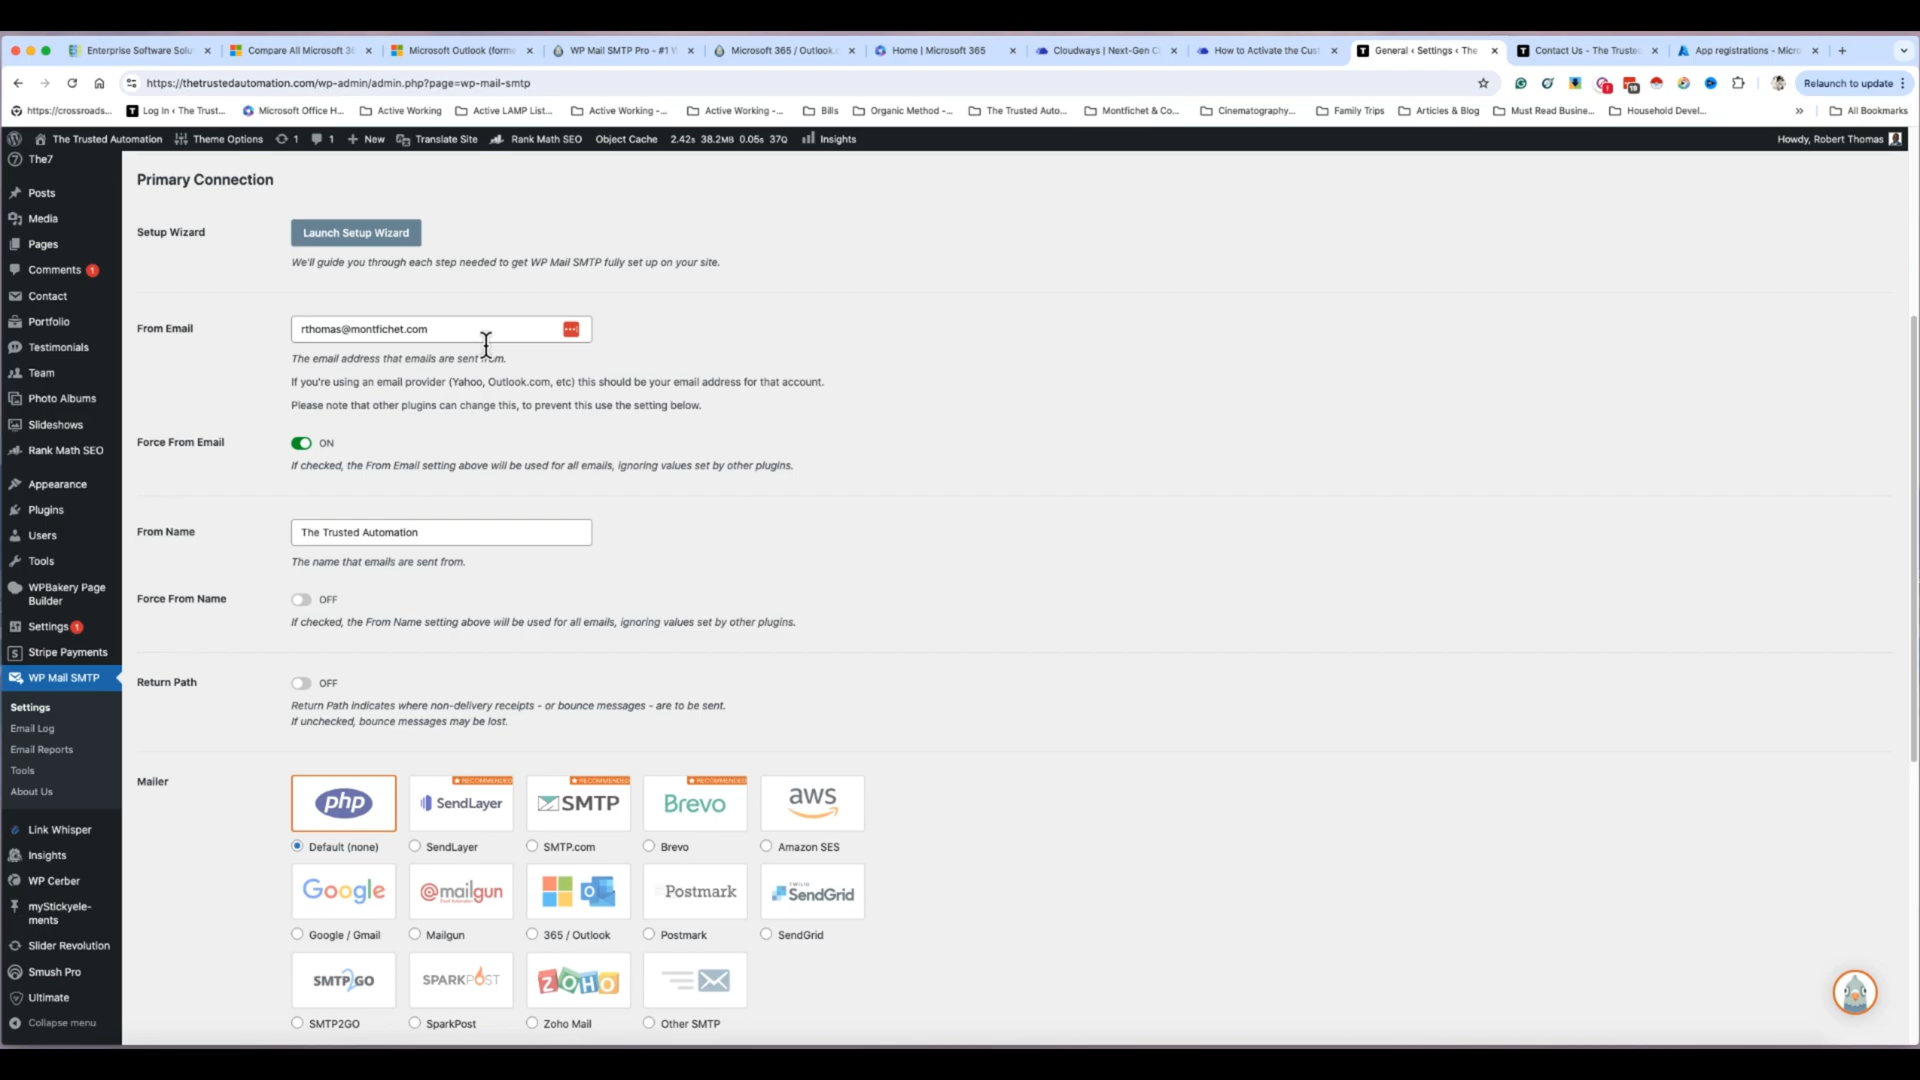 Enterprise Software Solu
Compare All Microsoft 36
Microsoft Outlook (forme
WP Mail SMTP Pro - #1 W
Microsoft 365 / Outlook.
Home | Microsoft 365
Cloudways | Next-Gen C
How to Activate the Cust
General ‹ Settings ‹ The
Contact Us - The Trusted
App registrations - Micro
https://thetrustedautomation.com/wp-admin/admin.php?page=wp-mail-smtp
Relaunch to update
https://crossroads...
Log In ‹ The Trust...
Microsoft Office H...
Active Working
Active LAMP List...
Active Working -...
Active Working -...
Bills
Organic Method -...
The Trusted Auto...
Montfichet & Co...
Cinematography...
Family Trips
Articles & Blog
Must Read Busine...
Household Devel...
»
All Bookmarks
The Trusted Automation
Theme Options
1
1
New
Translate Site
Rank Math SEO
Object Cache
2.42s 38.2MB 0.05s 37Q
Insights
Howdy, Robert Thomas
The7
Posts
Media
Pages
Comments 1
Contact
Portfolio
Testimonials
Team
Photo Albums
Slideshows
Rank Math SEO
Appearance
Plugins
Users
Tools
WPBakery Page
Builder
Settings 1
Stripe Payments
WP Mail SMTP
Settings
Email Log
Email Reports
Tools
About Us
Link Whisper
Insights
WP Cerber
myStickyele-
ments
Slider Revolution
Smush Pro
Ultimate
Collapse menu
Primary Connection
Setup Wizard
Launch Setup Wizard
We'll guide you through each step needed to get WP Mail SMTP fully set up on your site.
From Email
rthomas@montfichet.com
The email address that emails are sent from.
If you're using an email provider (Yahoo, Outlook.com, etc) this should be your email address for that account.
Please note that other plugins can change this, to prevent this use the setting below.
Force From Email
ON
If checked, the From Email setting above will be used for all emails, ignoring values set by other plugins.
From Name
The Trusted Automation
The name that emails are sent from.
Force From Name
OFF
If checked, the From Name setting above will be used for all emails, ignoring values set by other plugins.
Return Path
OFF
Return Path indicates where non-delivery receipts - or bounce messages - are to be sent.
If unchecked, bounce messages may be lost.
Mailer
RECOMMENDED
RECOMMENDED
RECOMMENDED
php
SendLayer
SMTP
Brevo
aws
Default (none)
SendLayer
SMTP.com
Brevo
Amazon SES
Google
@mailgun
Postmark
TWILIO
SendGrid
Google / Gmail
Mailgun
365 / Outlook
Postmark
SendGrid
SMTP2GO
SPARKPOST
ZOHO
SMTP2GO
SparkPost
Zoho Mail
Other SMTP